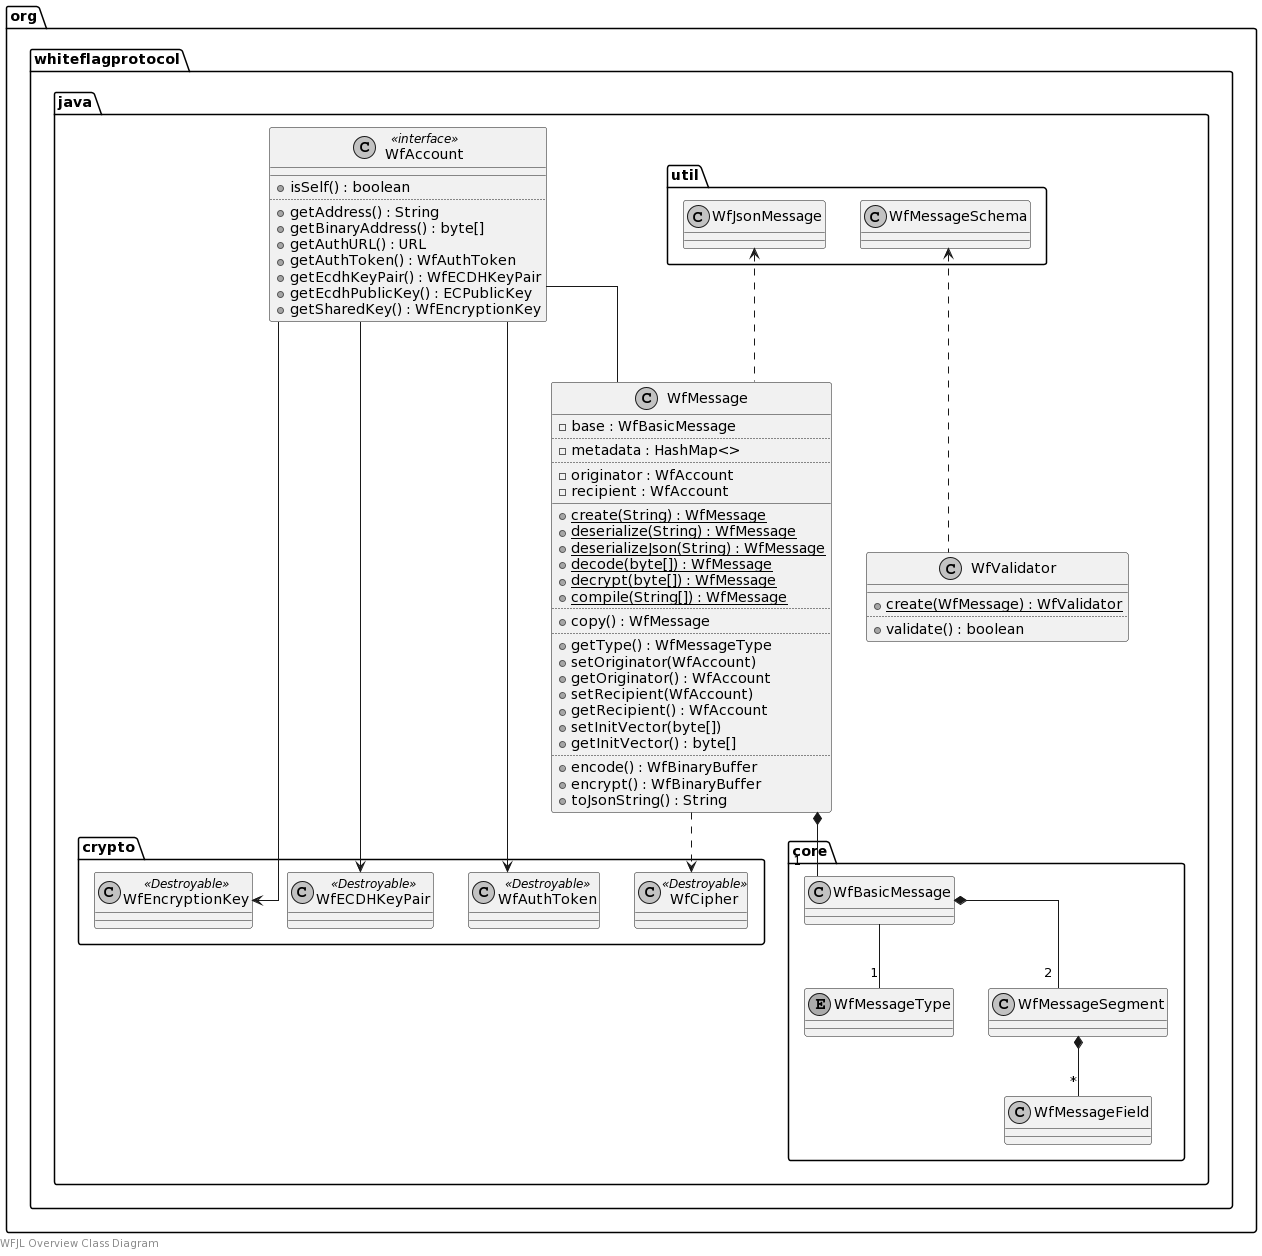 org
whiteflagprotocol
java
C
«interface»
WfAccount
isSelf() : boolean
getAddress() : String
getBinaryAddress() : byte[]
getAuthURL() : URL
getAuthToken() : WfAuthToken
getEcdhKeyPair() : WfECDHKeyPair
getEcdhPublicKey() : ECPublicKey
getSharedKey() : WfEncryptionKey
util
C WfJsonMessage
C WfMessageSchema
C WfMessage
base : WfBasicMessage
metadata : HashMap<>
originator : WfAccount
recipient : WfAccount
create(String) : WfMessage
deserialize(String) : WfMessage
deserializeJson(String) : WfMessage
decode(byte[]) : WfMessage
decrypt(byte[]) : WfMessage
compile(String[]) : WfMessage
copy() : WfMessage
getType() : WfMessageType
setOriginator(WfAccount)
getOriginator() : WfAccount
setRecipient(WfAccount)
getRecipient() : WfAccount
setInitVector(byte[])
getInitVector() : byte[]
encode() : WfBinaryBuffer
encrypt() : WfBinaryBuffer
toJsonString() : String
C WfValidator
create(WfMessage) : WfValidator
validate() : boolean
crypto
C
«Destroyable»
WfEncryptionKey
C
«Destroyable»
WfECDHKeyPair
C
«Destroyable»
WfAuthToken
C
«Destroyable»
WfCipher
core
1
C WfBasicMessage
1
2
E WfMessageType
C WfMessageSegment
*
C WfMessageField
WFJL Overview Class Diagram